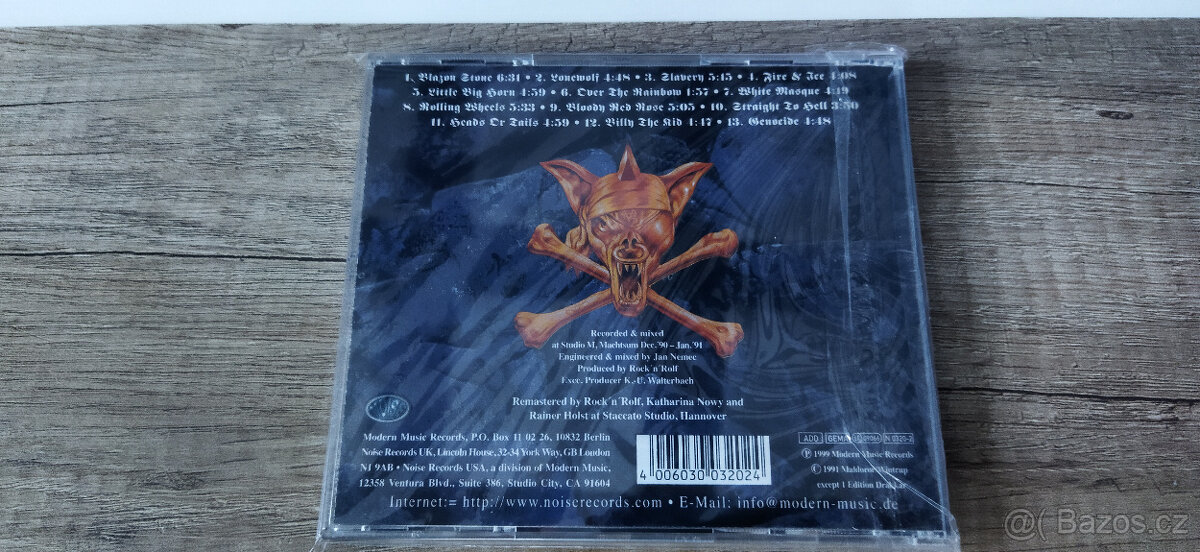 1. Blazon Stone 6:31 • 2. Lonewolf 4:48 • 3. Slavery 5:15 • 4. Fire & Ice 4:08
5. Little Big Horn 4:59 • 6. Over The Rainbow 1:57 • 7. White Masque 4:19
8. Rolling Wheels 5:33 • 9. Bloody Red Rose 5:05 • 10. Straight To Hell 3:50
11. Heads Or Tails 4:59 • 12. Billy The Kid 4:17 • 13. Genocide 4:48
Recorded & mixed
at Studio M, Machtsum Dec.'90 – Jan.'91
Engineered & mixed by Jan Nemec
Produced by Rock'n'Rolf
Exec. Producer K.-U. Walterbach
Remastered by Rock'n'Rolf, Katharina Nowy and
Rainer Holst at Staccato Studio, Hannover
Modern Music Records, P.O. Box 11 02 26, 10832 Berlin
Noise Records UK, Lincoln House, 32-34 York Way, GB London
N1 9AB • Noise Records USA, a division of Modern Music,
12358 Ventura Blvd., Suite 386, Studio City, CA 91604
4 006030 032024
ADD GEMA N 0320-2
Ⓟ 1999 Modern Music Records
© 1991 Maldoror/Wintrup
except 1 Edition Drakkar
Internet:= http://www.noiserecords.com • E-Mail: info@modern-music.de
@( Bazos.cz